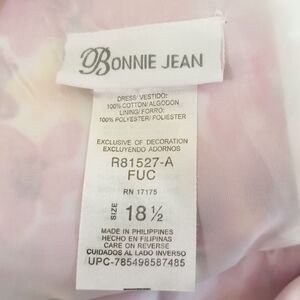 BONNIE JEAN
DRESS/ VESTIDO:
100% COTTON/ALGODON
LINING/FORRO:
100% POLYESTER/ POLIESTER
EXCLUSIVE OF DECORATION
EXCLUYENDO ADORNOS
R81527-A
FUC
RN 17175
SIZE 18 ½
MADE IN PHILIPPINES
HECHO EN FILIPINAS
CARE ON REVERSE
CUIDADOS AL LADO INVERSO
UPC-785498587485